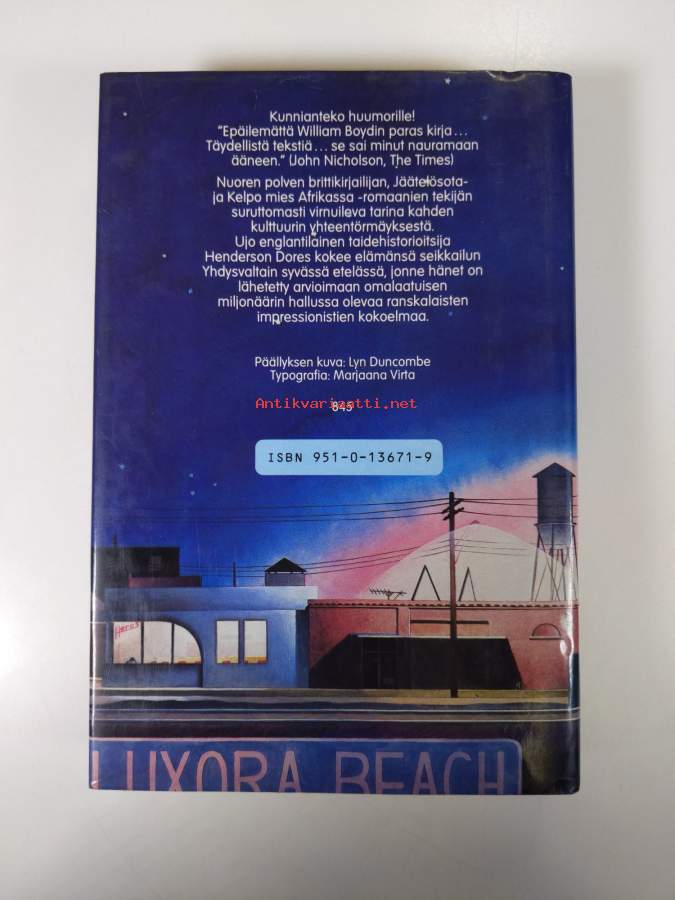 Kunnianteko huumorille!
"Epäilemättä William Boydin paras kirja...
Täydellistä tekstiä... se sai minut nauramaan
ääneen." (John Nicholson, The Times)
Nuoren polven brittikirjailijan, Jäätelösota-
ja Kelpo mies Afrikassa -romaanien tekijän
suruttomasti virnuileva tarina kahden
kulttuurin yhteentörmäyksestä.
Ujo englantilainen taidehistorioitsija
Henderson Dores kokee elämänsä seikkailun
Yhdysvaltain syvässä etelässä, jonne hänet on
lähetetty arvioimaan omalaatuisen
miljonäärin hallussa olevaa ranskalaisten
impressionistien kokoelmaa.
Päällyksen kuva: Lyn Duncombe
Typografia: Marjaana Virta
Antikvariaatti.net
845
ISBN 951-0-13671-9
LUXORA BEACH